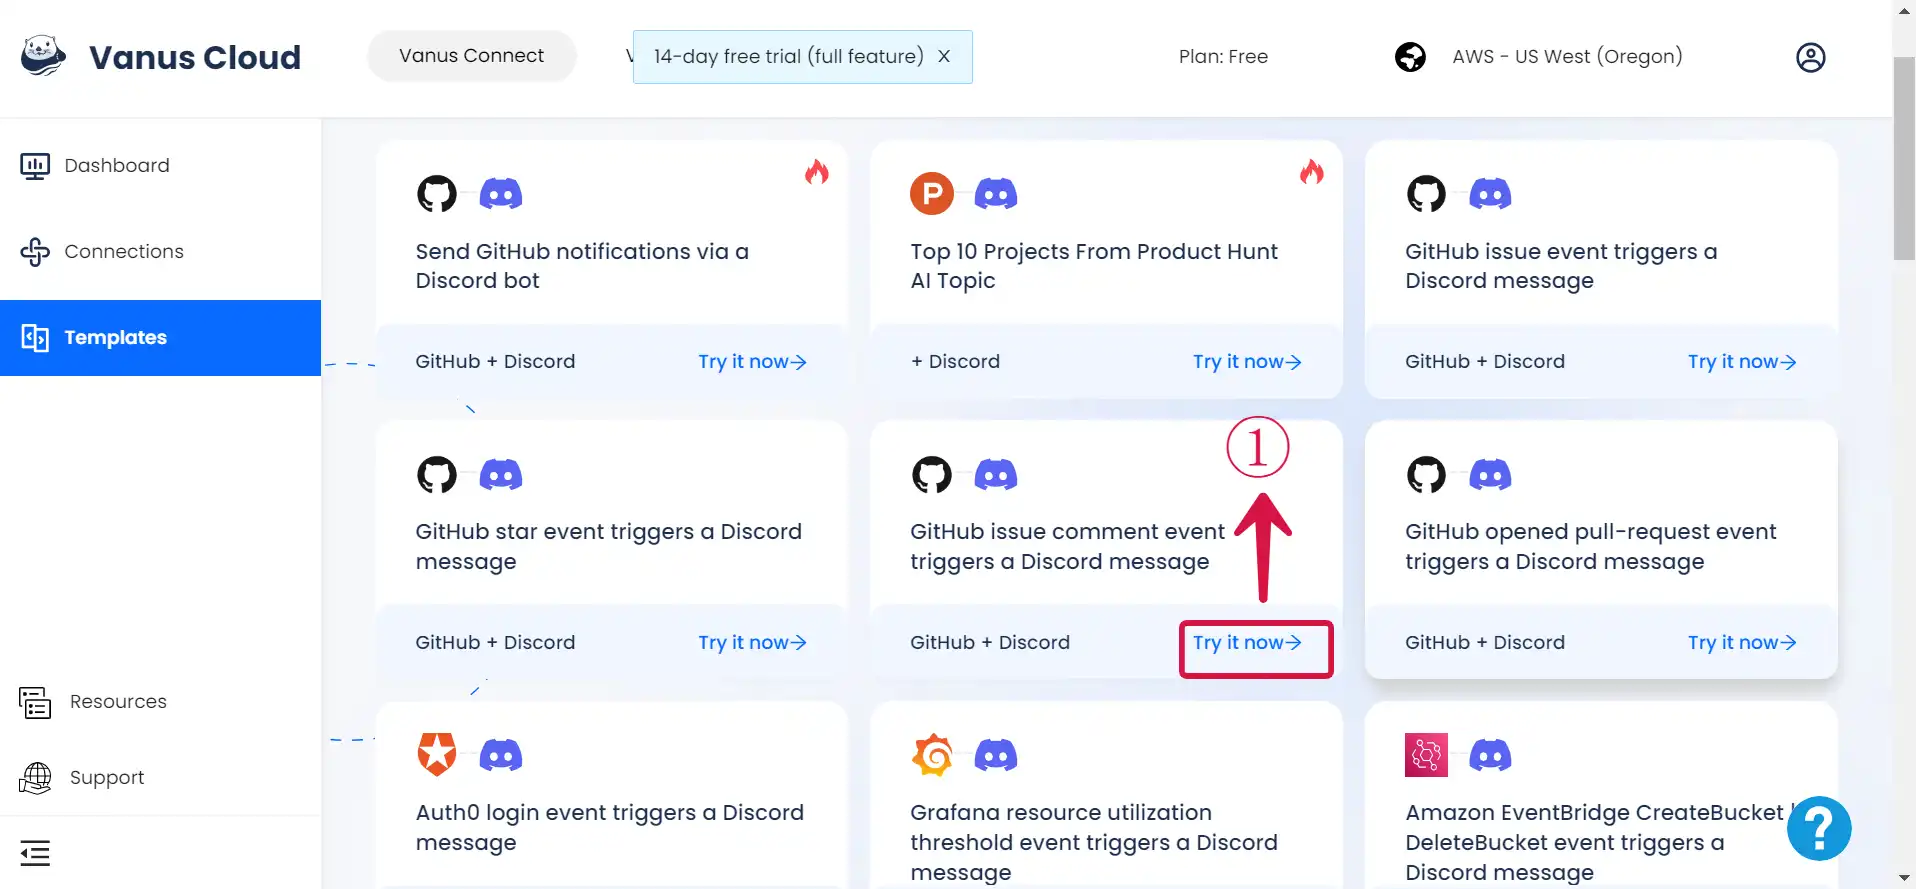 Vanus Cloud
Vanus Connect
14-day free trial (full feature) X
Plan: Free
AWS - US West (Oregon)
Dashboard
Connections
Templates
Resources
Support
Send GitHub notifications via a
Discord bot
GitHub + Discord
Try it now→
P
Top 10 Projects From Product Hunt
AI Topic
+ Discord
Try it now→
GitHub issue event triggers a
Discord message
GitHub + Discord
Try it now→
GitHub star event triggers a Discord
message
GitHub + Discord
Try it now→
①
GitHub issue comment event
triggers a Discord message
GitHub + Discord
Try it now→
GitHub opened pull-request event
triggers a Discord message
GitHub + Discord
Try it now→
Auth0 login event triggers a Discord
message
Grafana resource utilization
threshold event triggers a Discord
message
Amazon EventBridge CreateBucket
DeleteBucket event triggers a
Discord message
?